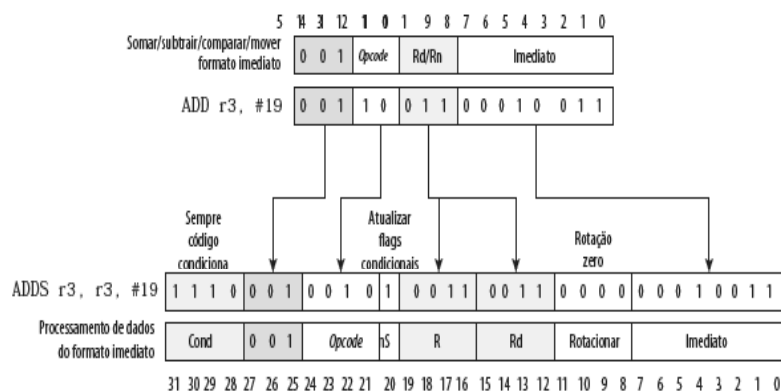 5 14 13 12 1 0 1 9 8 7 6 5 4 3 2 1 0
Somar/subtrair/comparar/mover
formato imediato
0 0 1 Opcode Rd/Rn Imediato
ADD r3, #19 0 0 1 1 0 0 1 1 0 0 0 1 0 0 1 1
Sempre
código
condiciona
Atualizar
flags
condicionais
Rotação
zero
ADDS r3, r3, #19 1 1 1 0 0 0 1 0 0 1 0 1 0 0 1 1 0 0 1 1 0 0 0 0 0 0 0 1 0 0 1 1
Processamento de dados
do formato imediato
Cond 0 0 1 Opcode S R Rd Rotacionar Imediato
31 30 29 28 27 26 25 24 23 22 21 20 19 18 17 16 15 14 13 12 11 10 9 8 7 6 5 4 3 2 1 0